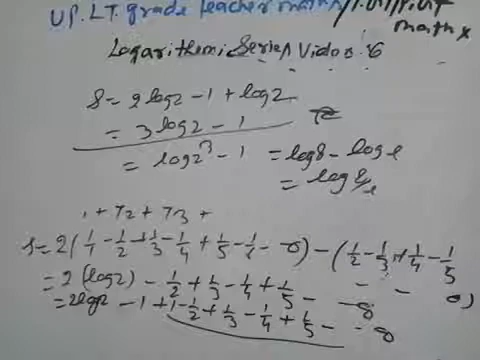 UP. L.T. grade teacher math
math x
Logarithemic Series Video. 6
S = 2 log2 - 1 + log2
= 3 log2 - 1
= log2³ - 1 = log8 - log e
= log 8/e
1 + T2 + T3 +
S = 2(1/1 - 1/2 + 1/3 - 1/4 + 1/5 - 1/6 - ∞) - (1/2 - 1/3 + 1/4 - 1/5
= 2(log2) - 1/2 + 1/3 - 1/4 + 1/5 - - - ∞)
= 2log2 - 1 + 1 - 1/2 + 1/3 - 1/4 + 1/5 - - - ∞